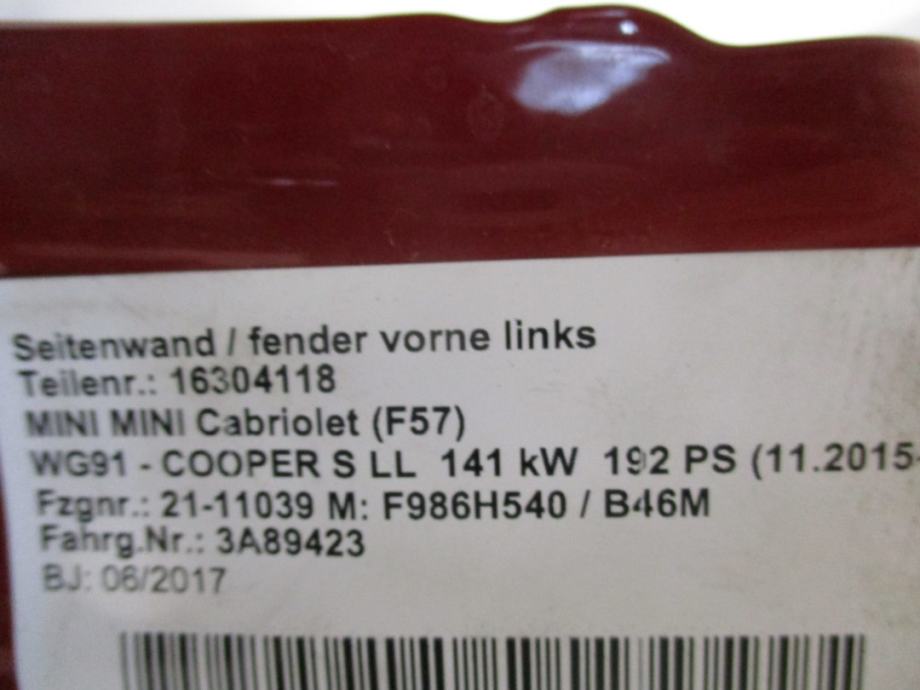 Seitenwand / fender vorne links
Teilenr.: 16304118
MINI MINI Cabriolet (F57)
WG91 - COOPER S LL 141 kW 192 PS (11.2015-
Fzgnr.: 21-11039 M: F986H540 / B46M
Fahrg.Nr.: 3A89423
BJ: 06/2017